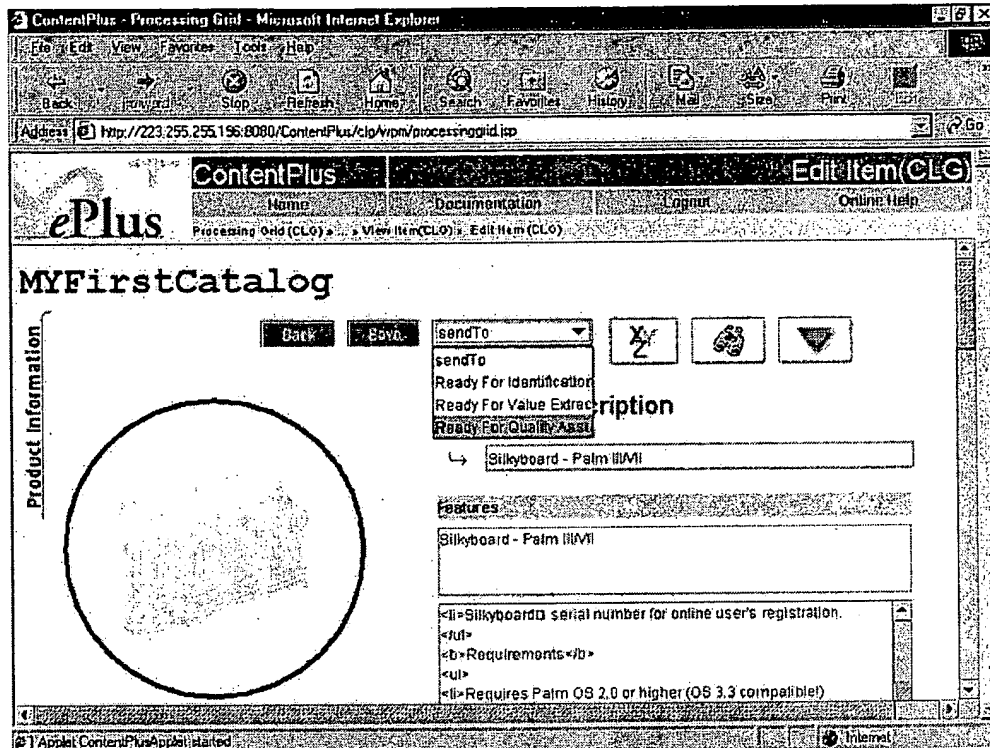 ContentPlus - Processing Grid - Microsoft Internet Explorer
File Edit View Favorites Tools Help
Back Forward Stop Refresh Home Search Favorites History Mail Size Print
Address http://223.255.255.196:8080/ContentPlus/clg/vrpm/processinggrid.jsp Go
ePlus
ContentPlus Edit Item(CLG)
Home Documentation Logout Online Help
Processing Grid (CLG) » ... » View Item(CLG) » Edit Item (CLG)
MYFirstCatalog
Product Information
Back Save sendTo XYZ
sendTo
Ready For Identification
Ready For Value Extrac
Ready For Quality Assu
ription
Silkyboard - Palm III/VII
Features
Silkyboard - Palm III/VII
<li>Silkyboard□ serial number for online user's registration.
</ul>
<b>Requirements</b>
<ul>
<li>Requires Palm OS 2.0 or higher (OS 3.3 compatible!)
Applet ContentPlusApplet started Internet